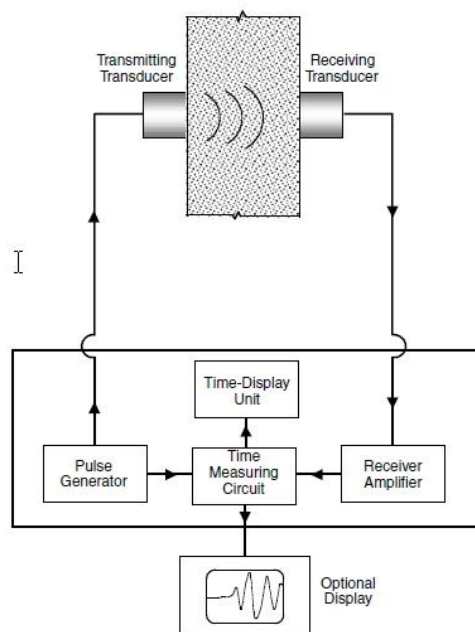 Transmitting
Transducer
Receiving
Transducer
Time-Display
Unit
Pulse
Generator
Time
Measuring
Circuit
Receiver
Amplifier
Optional
Display